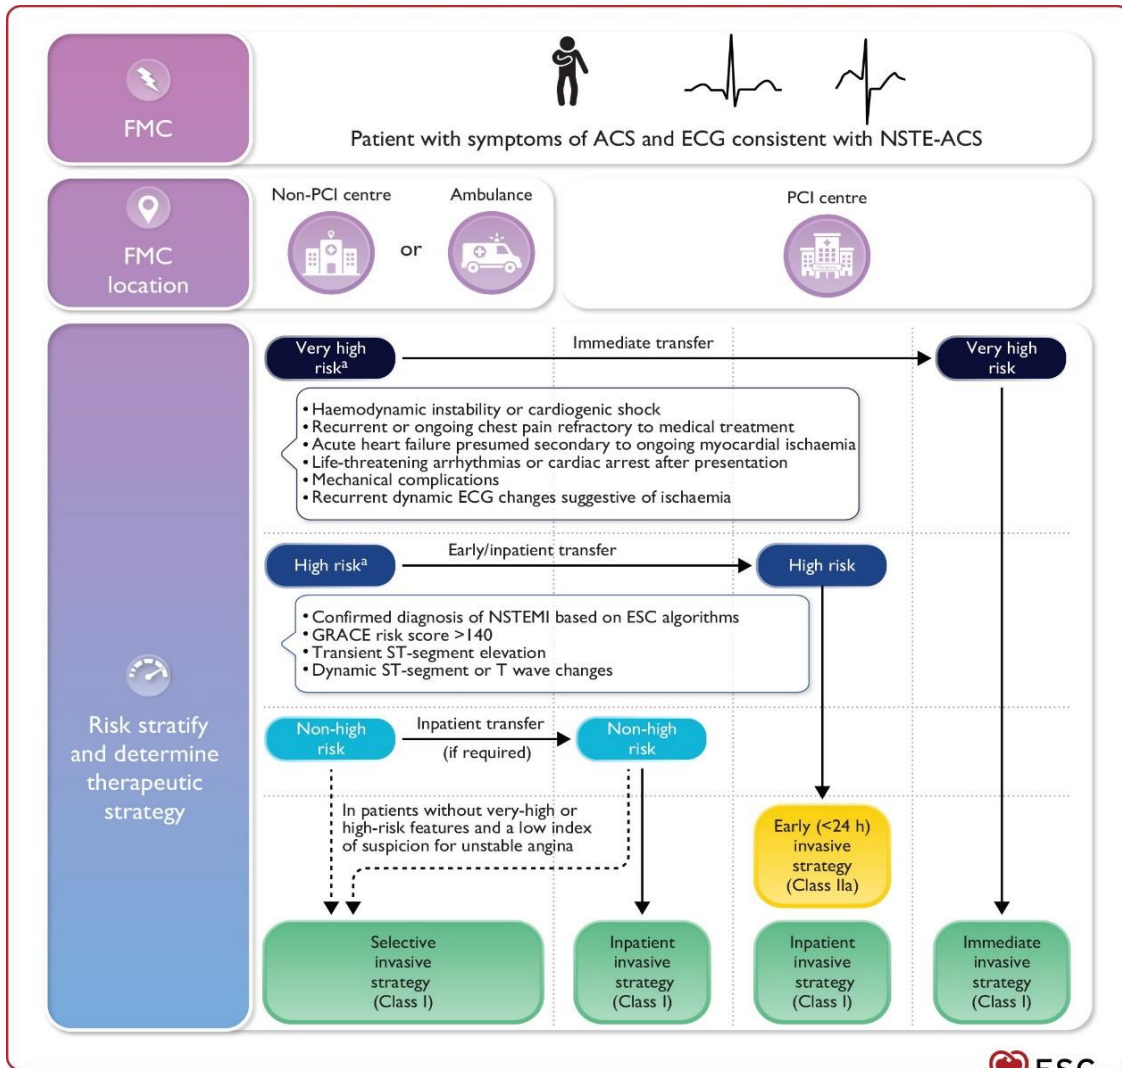 FMC
Patient with symptoms of ACS and ECG consistent with NSTE-ACS
FMC
location
Non-PCI centre
or
Ambulance
PCI centre
Risk stratify
and determine
therapeutic
strategy
Very high
riskᵃ
Immediate transfer
Very high
risk
• Haemodynamic instability or cardiogenic shock
• Recurrent or ongoing chest pain refractory to medical treatment
• Acute heart failure presumed secondary to ongoing myocardial ischaemia
• Life-threatening arrhythmias or cardiac arrest after presentation
• Mechanical complications
• Recurrent dynamic ECG changes suggestive of ischaemia
High riskᵃ
Early/inpatient transfer
High risk
• Confirmed diagnosis of NSTEMI based on ESC algorithms
• GRACE risk score >140
• Transient ST-segment elevation
• Dynamic ST-segment or T wave changes
Non-high
risk
Inpatient transfer
(if required)
Non-high
risk
In patients without very-high or
high-risk features and a low index
of suspicion for unstable angina
Early (<24 h)
invasive
strategy
(Class IIa)
Selective
invasive
strategy
(Class I)
Inpatient
invasive
strategy
(Class I)
Inpatient
invasive
strategy
(Class I)
Immediate
invasive
strategy
(Class I)
ESC